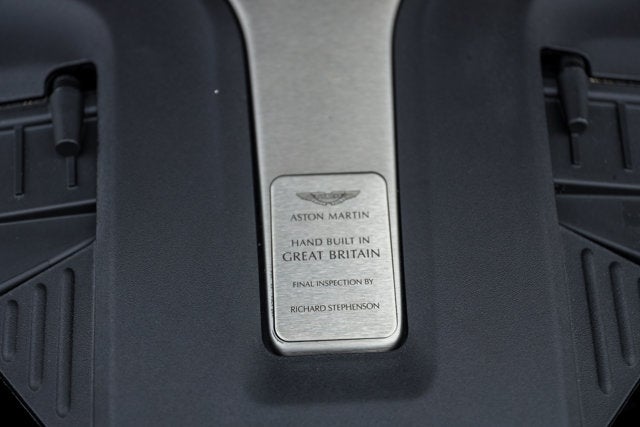 ASTON MARTIN
HAND BUILT IN
GREAT BRITAIN
FINAL INSPECTION BY
RICHARD STEPHENSON